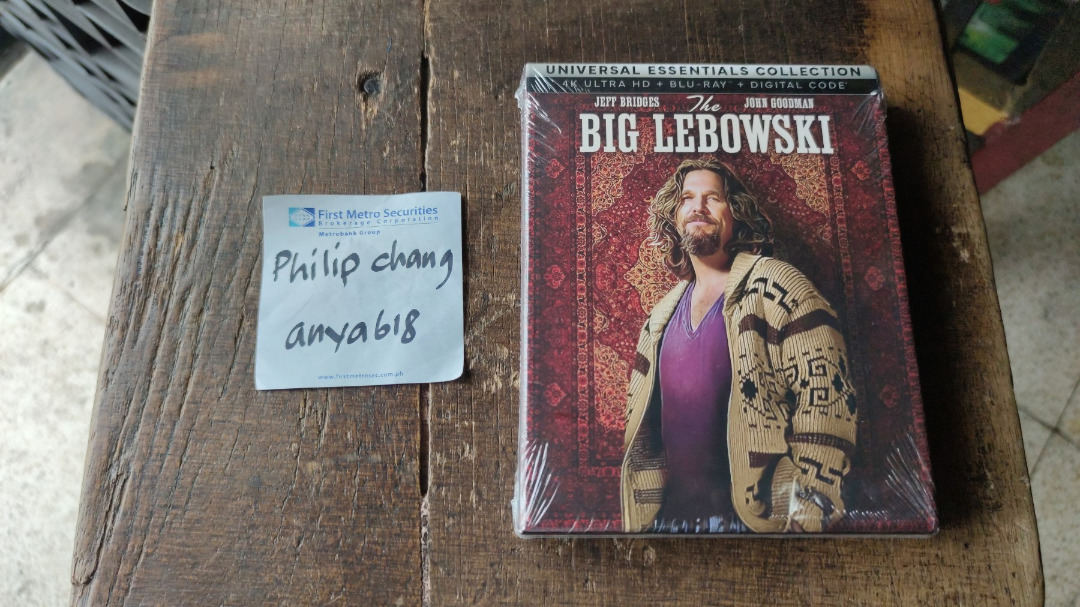 First Metro Securities
Brokerage Corporation
Metrobank Group
Philip chang
anya618
www.firstmetrosec.com.ph
UNIVERSAL ESSENTIALS COLLECTION
4K ULTRA HD + BLU-RAY™ + DIGITAL CODE
JEFF BRIDGES JOHN GOODMAN
The
BIG LEBOWSKI